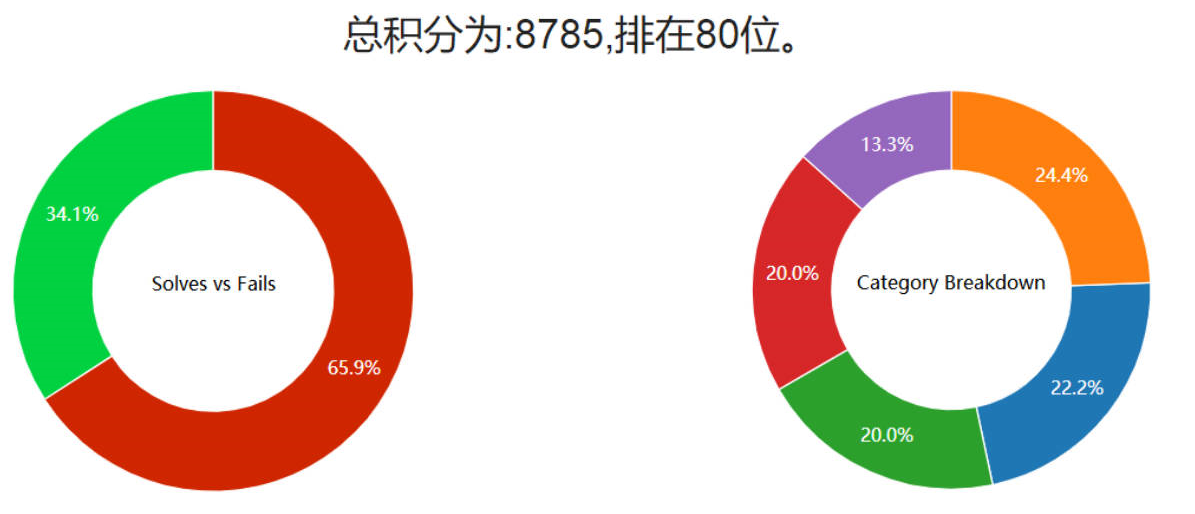 总积分为:8785,排在80位。
34.1%
Solves vs Fails
65.9%
13.3%
24.4%
20.0%
Category Breakdown
22.2%
20.0%